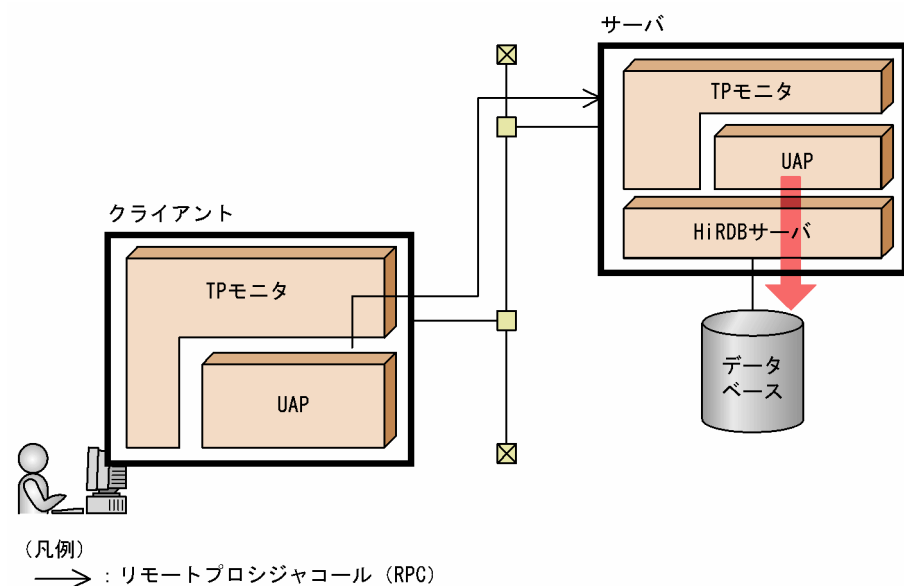 サーバ
TPモニタ
UAP
HiRDBサーバ
クライアント
TPモニタ
UAP
データ
ベース
(凡例)
:リモートプロシジャコール(RPC)